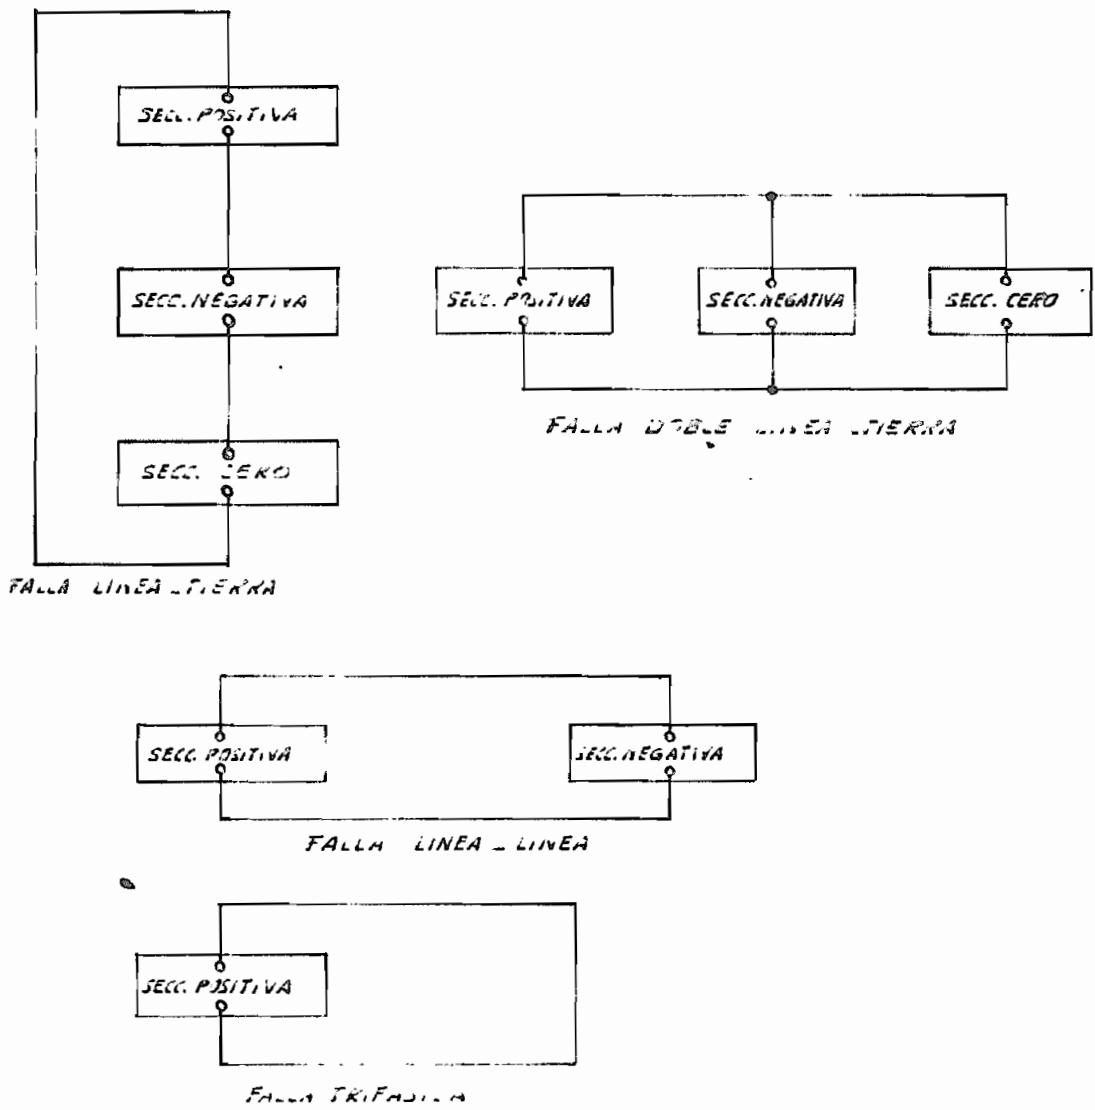 SECC. POSITIVA
SECC. NEGATIVA
SECC. CERO
FALLA LINEA - TIERRA
SECC. POSITIVA
SECC. NEGATIVA
SECC. CERO
FALLA DOBLE LINEA - TIERRA
SECC. POSITIVA
SECC. NEGATIVA
FALLA LINEA - LINEA
SECC. POSITIVA
FALLA TRIFASICA